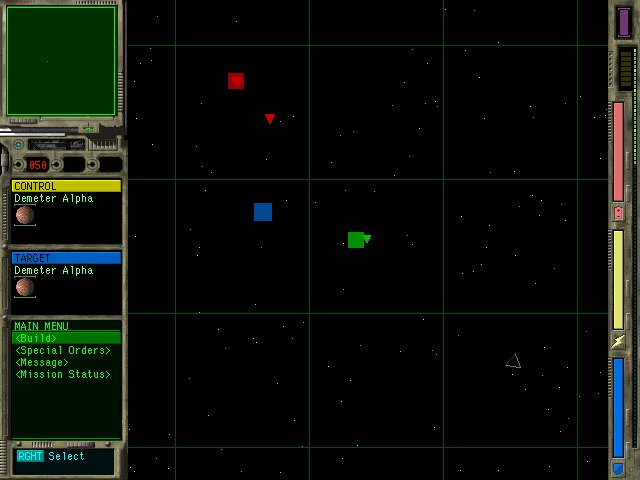 050
CONTROL
Demeter Alpha
TARGET
Demeter Alpha
MAIN MENU
<Build>
<Special Orders>
<Message>
<Mission Status>
RGHT Select